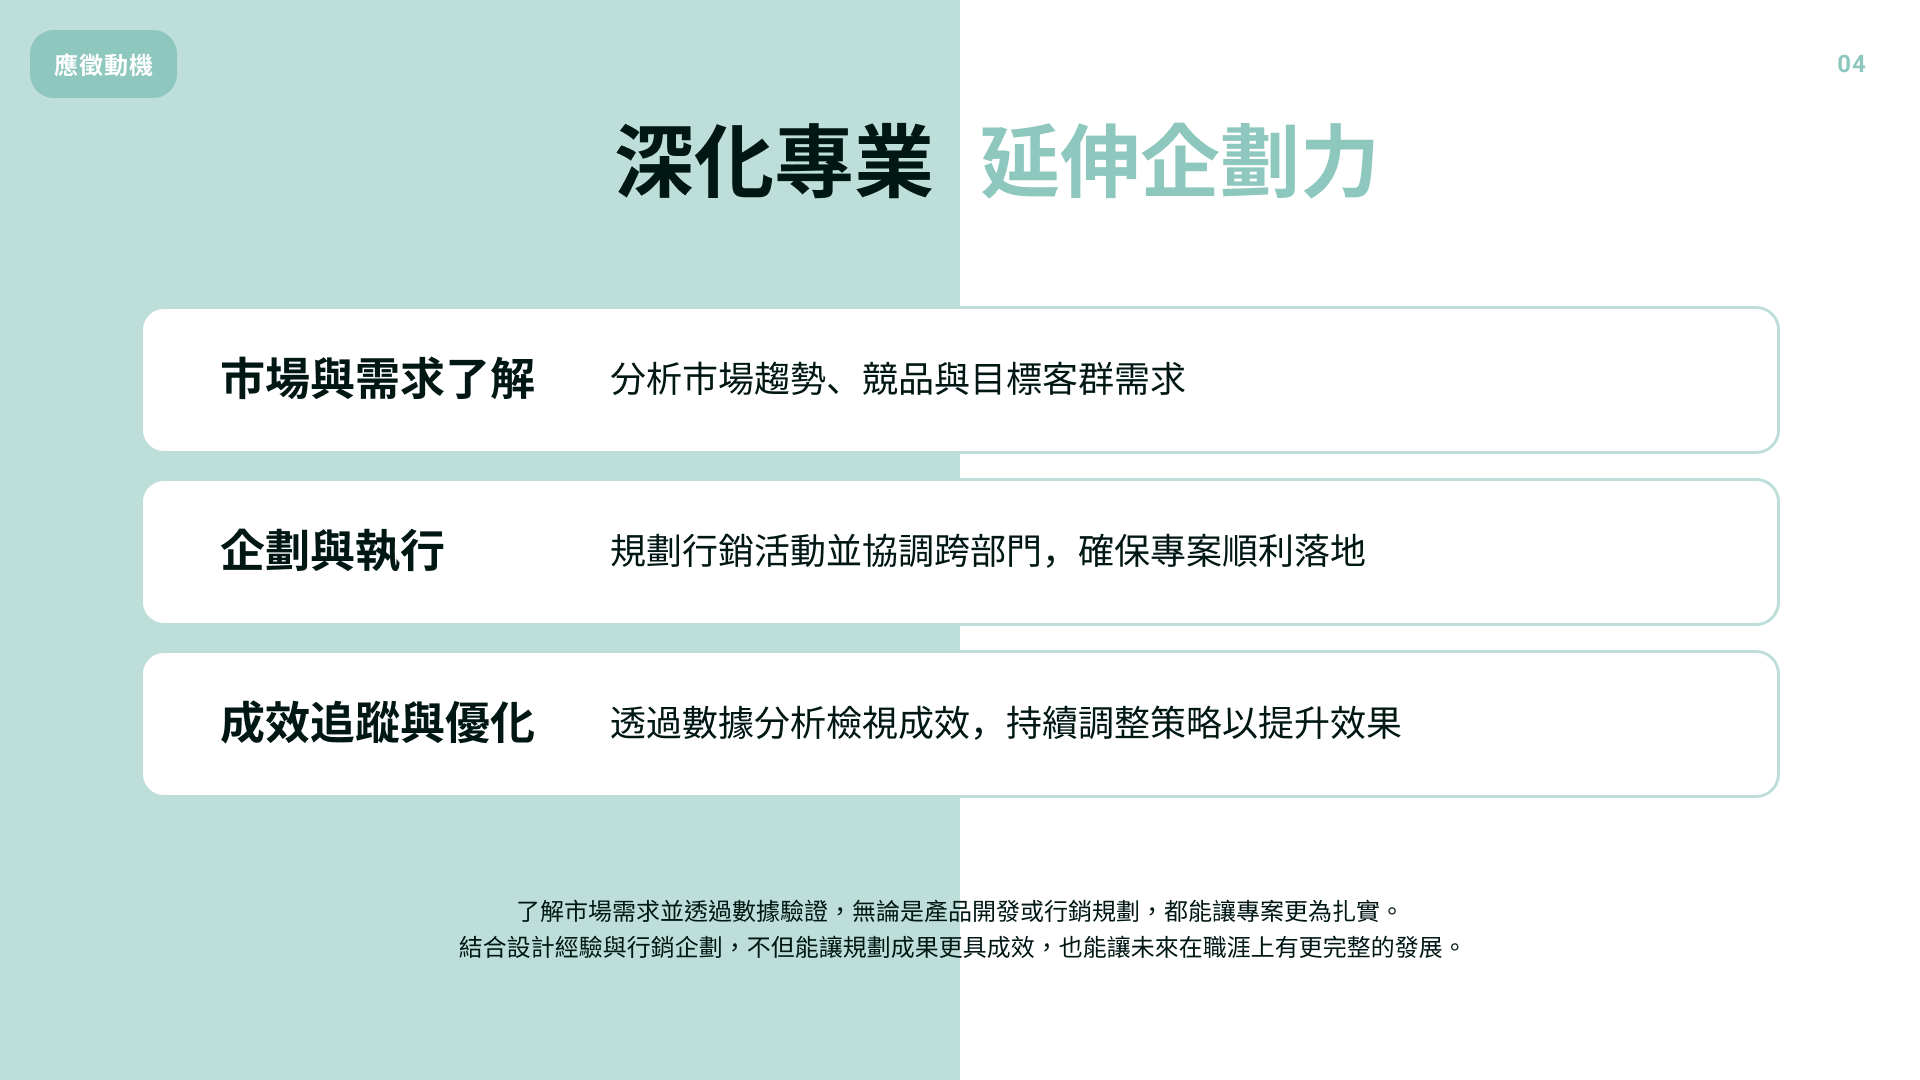 應徵動機
04
深化專業 延伸企劃力
市場與需求了解
分析市場趨勢、競品與目標客群需求
企劃與執行
規劃行銷活動並協調跨部門，確保專案順利落地
成效追蹤與優化
透過數據分析檢視成效，持續調整策略以提升效果
了解市場需求並透過數據驗證，無論是產品開發或行銷規劃，都能讓專案更為扎實。
結合設計經驗與行銷企劃，不但能讓規劃成果更具成效，也能讓未來在職涯上有更完整的發展。